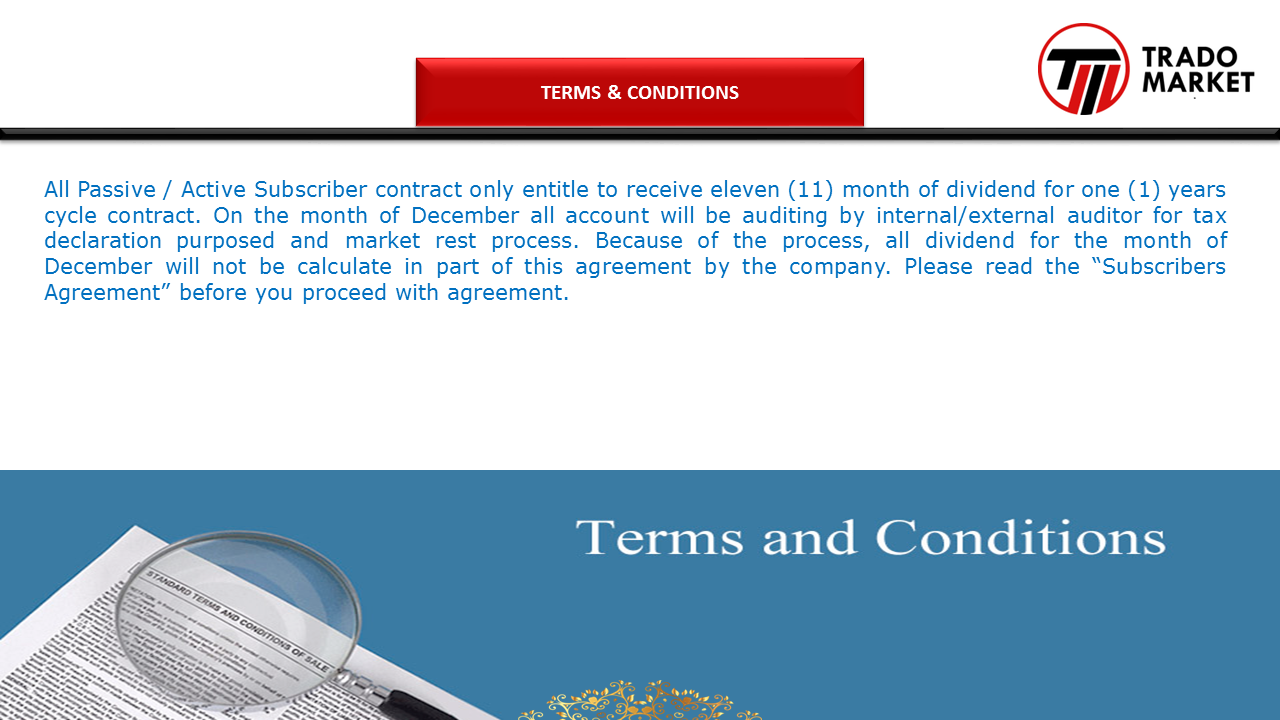 TRADO
MARKET
TERMS & CONDITIONS
All Passive / Active Subscriber contract only entitle to receive eleven (11) month of dividend for one (1) years
cycle contract. On the month of December all account will be auditing by internal/external auditor for tax
declaration purposed and market rest process. Because of the process, all dividend for the month of
December will not be calculate in part of this agreement by the company. Please read the “Subscribers
Agreement” before you proceed with agreement.
Terms and Conditions
STANDARD TERMS AND CONDITIONS OF SALE